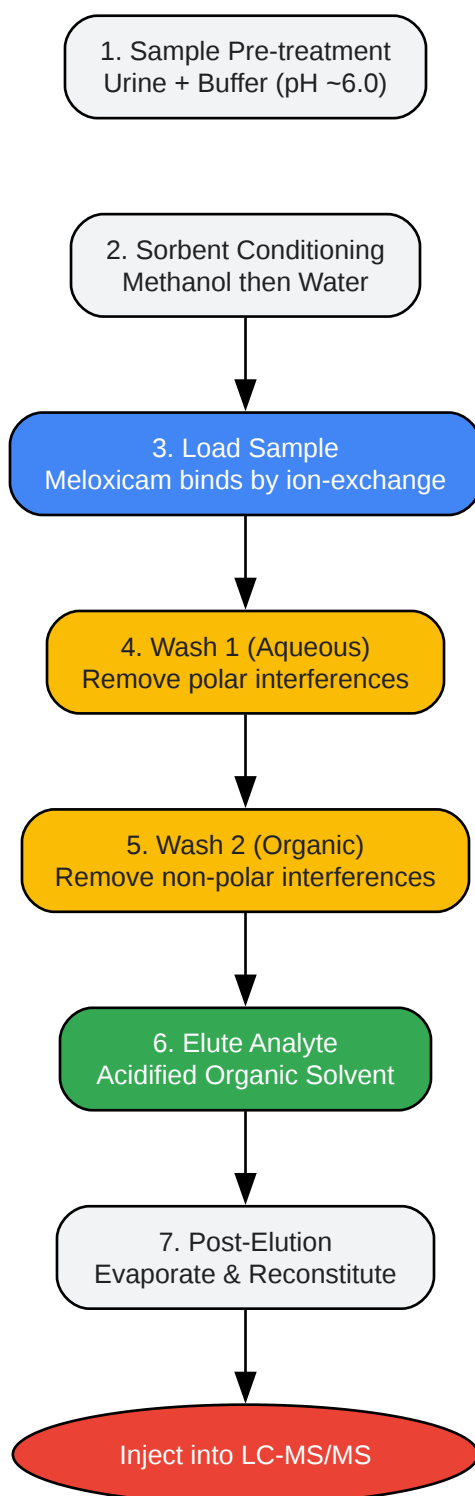 1. Sample Pre-treatment
Urine + Buffer (pH ~6.0)
2. Sorbent Conditioning
Methanol then Water
3. Load Sample
Meloxicam binds by ion-exchange
4. Wash 1 (Aqueous)
Remove polar interferences
5. Wash 2 (Organic)
Remove non-polar interferences
6. Elute Analyte
Acidified Organic Solvent
7. Post-Elution
Evaporate & Reconstitute
Inject into LC-MS/MS